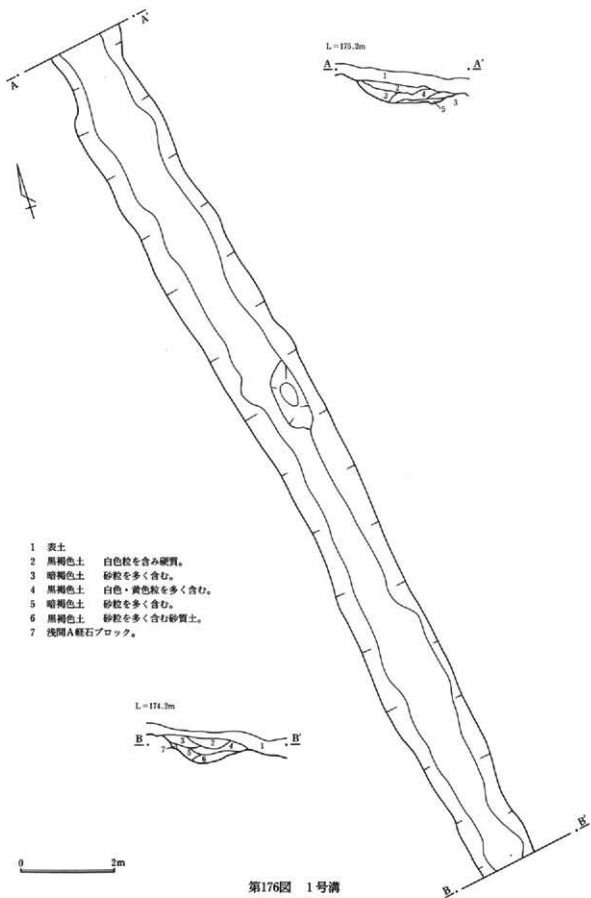 A'
A
L=175.2m
A A'
1
2
3 4 3
5
1 表土
2 黒褐色土 白色粒を含み硬質。
3 暗褐色土 砂粒を多く含む。
4 黒褐色土 白色・黄色粒を多く含む。
5 暗褐色土 砂粒を多く含む。
6 黒褐色土 砂粒を多く含む砂質土。
7 浅間A軽石ブロック。
L=174.2m
B B'
3 2 4 1
7 5 6
B'
B
0 2m
第176図 1号溝